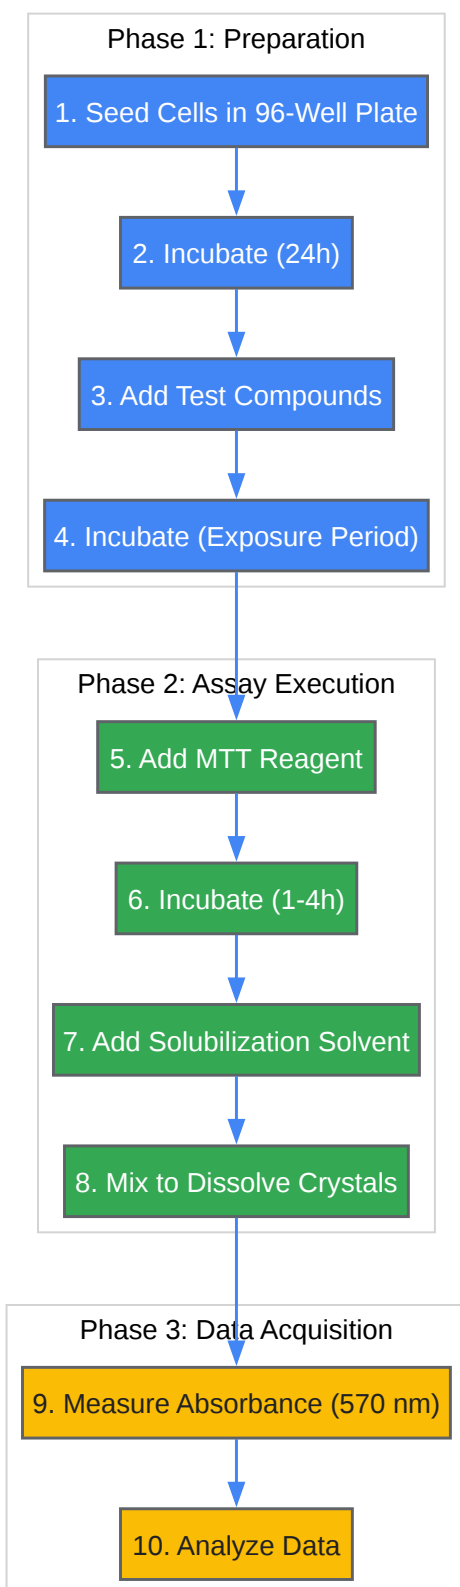 Phase 1: Preparation
1. Seed Cells in 96-Well Plate
2. Incubate (24h)
3. Add Test Compounds
4. Incubate (Exposure Period)
Phase 2: Assay Execution
5. Add MTT Reagent
6. Incubate (1-4h)
7. Add Solubilization Solvent
8. Mix to Dissolve Crystals
Phase 3: Data Acquisition
9. Measure Absorbance (570 nm)
10. Analyze Data